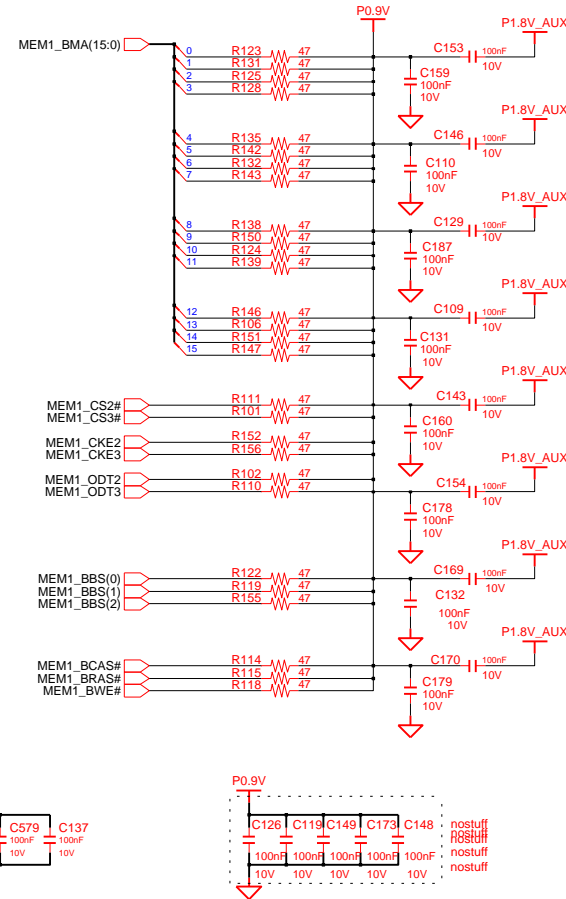 P0.9V
P1.8V_AUX
MEM1_BMA(15:0)
0 R123 47
1 R131 47
2 R125 47
3 R128 47
C153 100nF 10V
C159 100nF 10V
P1.8V_AUX
4 R135 47
5 R142 47
6 R132 47
7 R143 47
C146 100nF 10V
C110 100nF 10V
P1.8V_AUX
8 R138 47
9 R150 47
10 R124 47
11 R139 47
C129 100nF 10V
C187 100nF 10V
P1.8V_AUX
12 R146 47
13 R106 47
14 R151 47
15 R147 47
C109 100nF 10V
C131 100nF 10V
P1.8V_AUX
MEM1_CS2# R111 47
MEM1_CS3# R101 47
C143 100nF 10V
C160 100nF 10V
MEM1_CKE2 R152 47
MEM1_CKE3 R156 47
P1.8V_AUX
MEM1_ODT2 R102 47
MEM1_ODT3 R110 47
C154 100nF 10V
C178 100nF 10V
P1.8V_AUX
MEM1_BBS(0) R122 47
MEM1_BBS(1) R119 47
MEM1_BBS(2) R155 47
C169 100nF 10V
C132 100nF 10V
P1.8V_AUX
MEM1_BCAS# R114 47
MEM1_BRAS# R115 47
MEM1_BWE# R118 47
C170 100nF 10V
C179 100nF 10V
P0.9V
C579 C137
100nF 100nF
10V 10V
C126 C119 C149 C173 C148
100nF 100nF 100nF 100nF 100nF
10V 10V 10V 10V 10V
nostuff
nostuff
nostuff
nostuff
nostuff